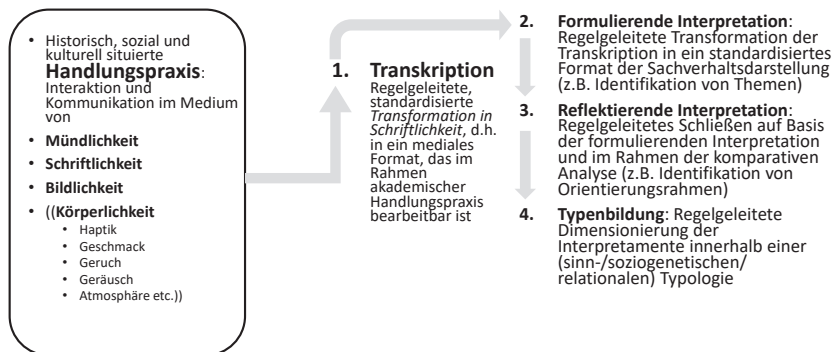 • Historisch, sozial und
kulturell situierte
Handlungspraxis:
Interaktion und
Kommunikation im Medium
von
• Mündlichkeit
• Schriftlichkeit
• Bildlichkeit
• ((Körperlichkeit
• Haptik
• Geschmack
• Geruch
• Geräusch
• Atmosphäre etc.))
1. Transkription
Regelgeleitete,
standardisierte
Transformation in
Schriftlichkeit, d.h.
in ein mediales
Format, das im
Rahmen
akademischer
Handlungspraxis
bearbeitbar ist
2. Formulierende Interpretation:
Regelgeleitete Transformation der
Transkription in ein standardisiertes
Format der Sachverhaltsdarstellung
(z.B. Identifikation von Themen)
3. Reflektierende Interpretation:
Regelgeleitetes Schließen auf Basis
der formulierenden Interpretation
und im Rahmen der komparativen
Analyse (z.B. Identifikation von
Orientierungsrahmen)
4. Typenbildung: Regelgeleitete
Dimensionierung der
Interpretamente innerhalb einer
(sinn-/soziogenetischen/
relationalen) Typologie